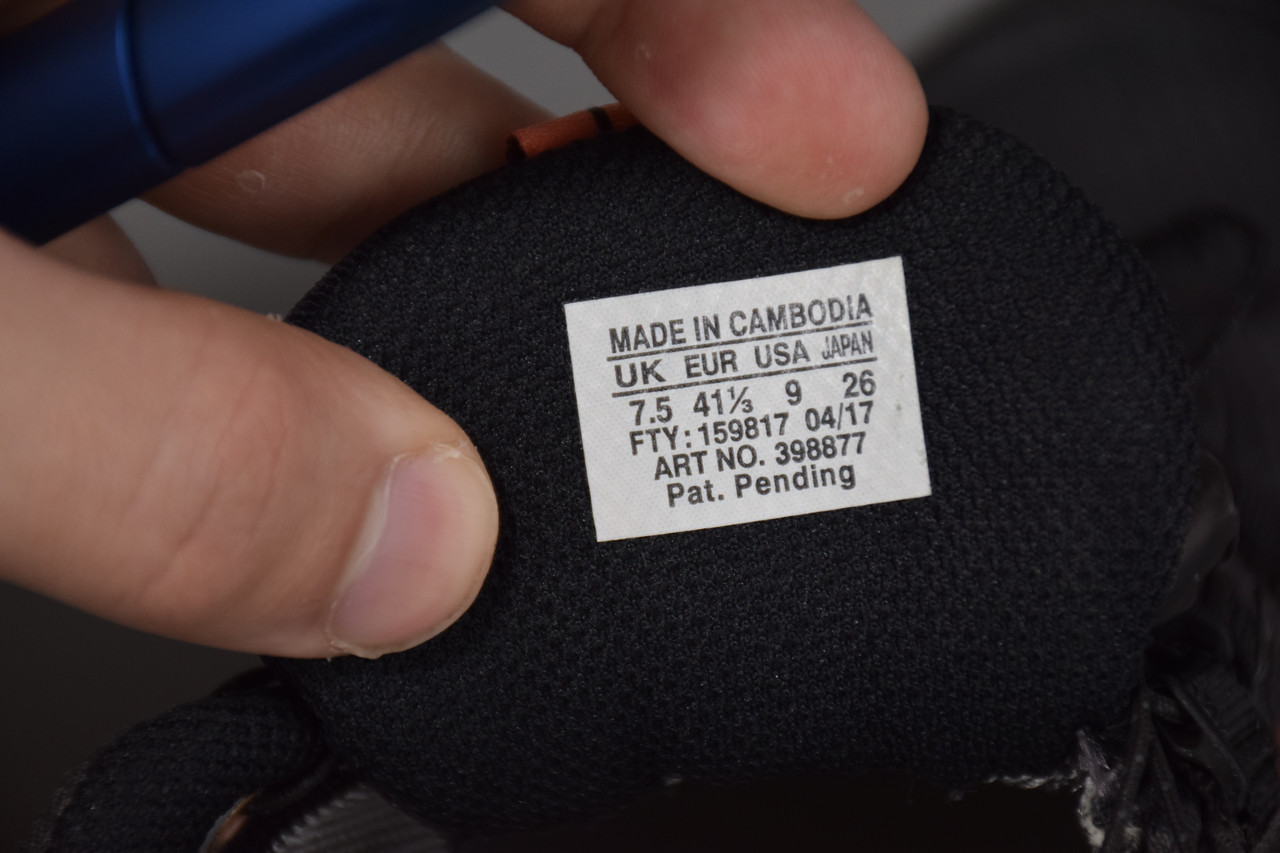 MADE IN CAMBODIA
UK EUR USA JAPAN
7.5 41⅓ 9 26
FTY: 159817 04/17
ART NO. 398877
Pat. Pending